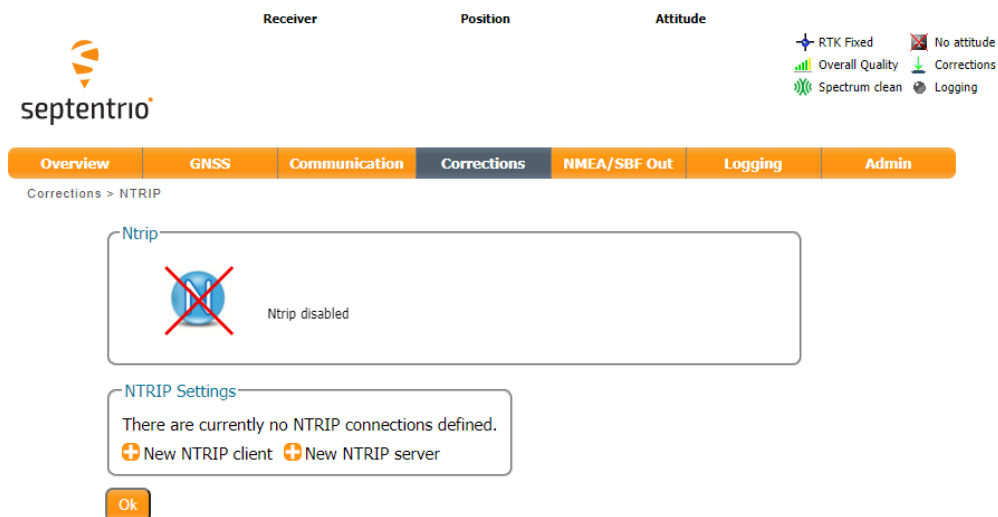 Receiver Position Attitude
RTK Fixed No attitude
Overall Quality Corrections
Spectrum clean Logging
septentrio
Overview GNSS Communication Corrections NMEA/SBF Out Logging Admin
Corrections > NTRIP
Ntrip
N
Ntrip disabled
NTRIP Settings
There are currently no NTRIP connections defined.
New NTRIP client New NTRIP server
Ok